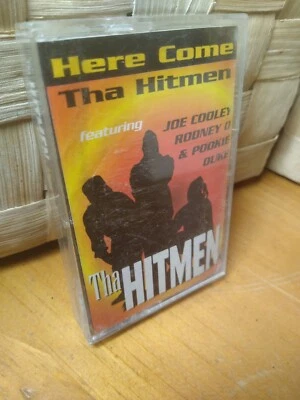 Here Come
Tha Hitmen
featuring
JOE COOLEY
RODNEY O
& POOKIE
DUKE
Tha HITMEN